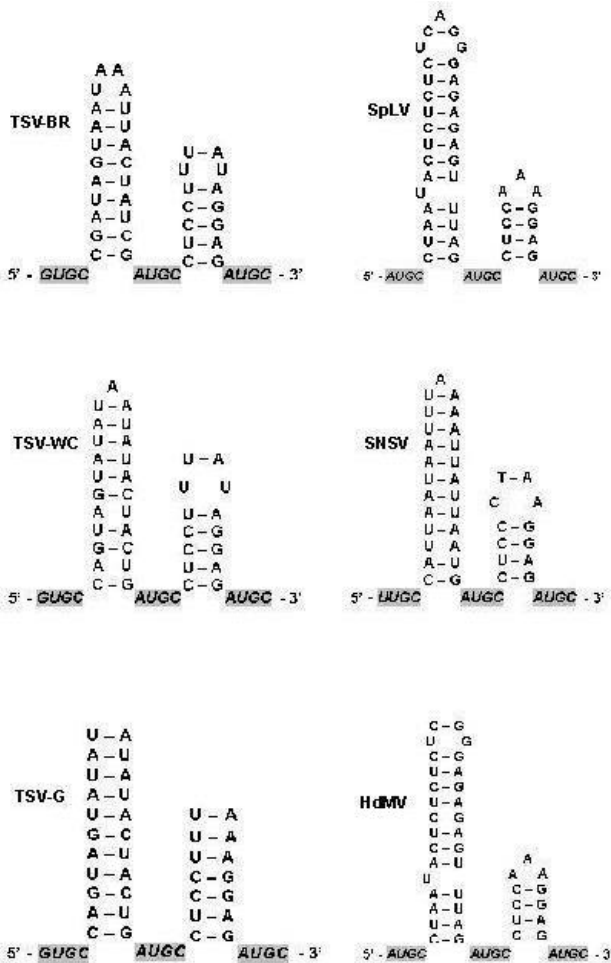 TSV-BR
A A
U A
A – U
A – U
U – A
G – C
A – U
U – A
A – U
G – C
C – G
U – A
U U
U – A
C – G
C – G
U – A
C – G
5' - GUGC AUGC AUGC - 3'
SpLV
A
C G
U G
C – G
U – A
C – G
U – A
C – G
U – A
C – G
A – U
U
A – U
A – U
U – A
C – G
A
A A
C – G
C – G
U – A
C – G
5' - AUGC AUGC AUGC - 3'
TSV-WC
A
U – A
A – U
U – A
A – U
U – A
G – C
A – U
U – A
G – C
A – U
C – G
U – A
U U
U – A
C – G
C – G
U – A
C – G
5' - GUGC AUGC AUGC - 3'
SNSV
A
U – A
U – A
A – U
A – U
U – A
A – U
A – U
U – A
U – A
A – U
C – G
T – A
C A
C – G
C – G
U – A
C – G
5' - UUGC AUGC AUGC - 3'
TSV-G
U – A
A – U
U – A
A – U
U – A
G – C
A – U
U – A
G – C
A – U
C – G
U – A
U – A
U – A
C – G
C – G
U – A
C – G
5' - GUGC AUGC AUGC - 3'
HdMV
C – G
U G
C – G
U – A
C – G
U – A
C – G
U – A
C – G
A – U
U
A – U
A – U
U – A
C – G
A
A A
C – G
C – G
U – A
C – G
5' - AUGC AUGC AUGC - 3